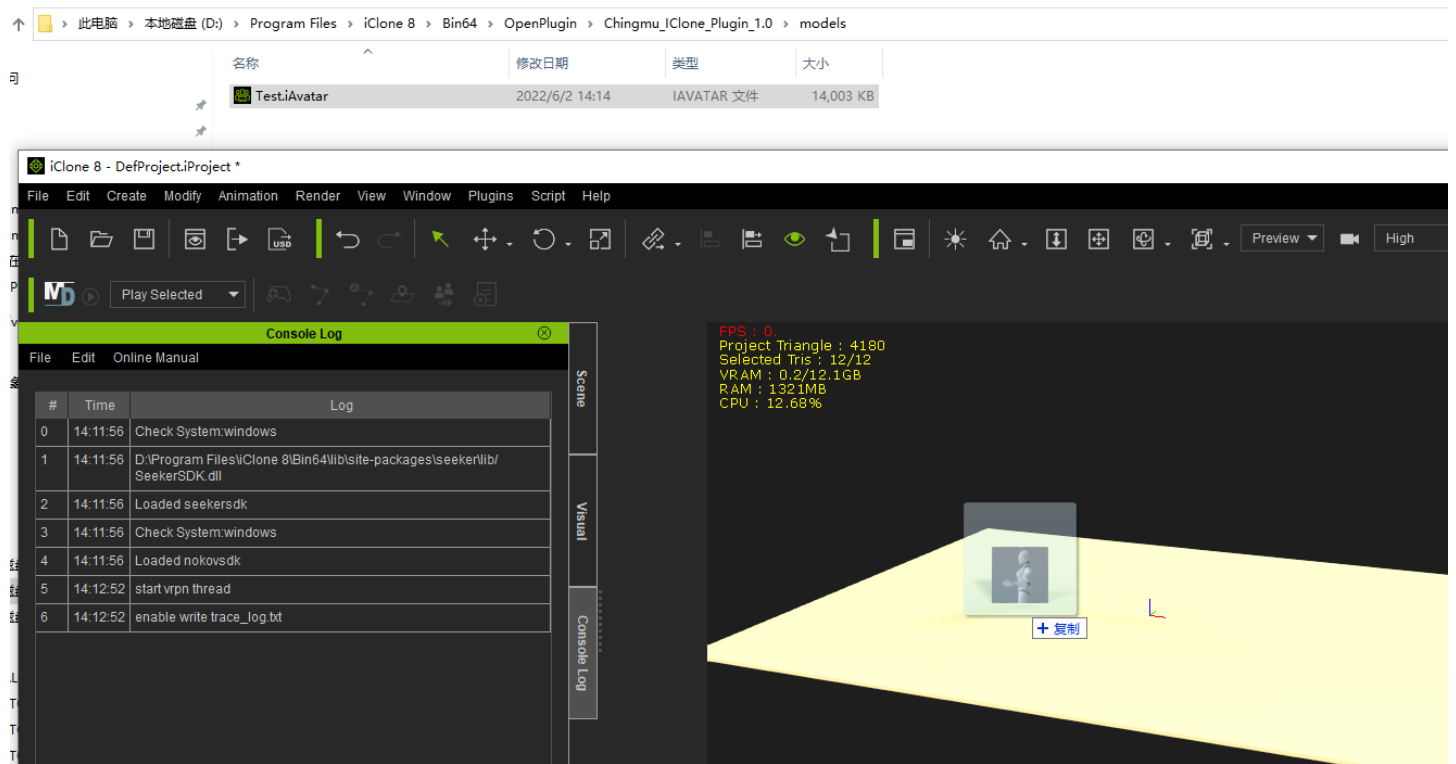 此电脑 › 本地磁盘 (D:) › Program Files › iClone 8 › Bin64 › OpenPlugin › Chingmu_IClone_Plugin_1.0 › models
名称 修改日期 类型 大小
Test.iAvatar 2022/6/2 14:14 IAVATAR 文件 14,003 KB
iClone 8 - DefProject.iProject *
File Edit Create Modify Animation Render View Window Plugins Script Help
USD Preview High
MD Play Selected
Console Log
File Edit Online Manual
# Time Log
0 14:11:56 Check System:windows
1 14:11:56 D:\Program Files\iClone 8\Bin64\lib\site-packages\seeker\lib/
SeekerSDK.dll
2 14:11:56 Loaded seekersdk
3 14:11:56 Check System:windows
4 14:11:56 Loaded nokovsdk
5 14:12:52 start vrpn thread
6 14:12:52 enable write trace_log.txt
Scene
Visual
Console Log
FPS : 0.
Project Triangle : 4180
Selected Tris : 12/12
VRAM : 0.2/12.1GB
RAM : 1321MB
CPU : 12.68%
+ 复制